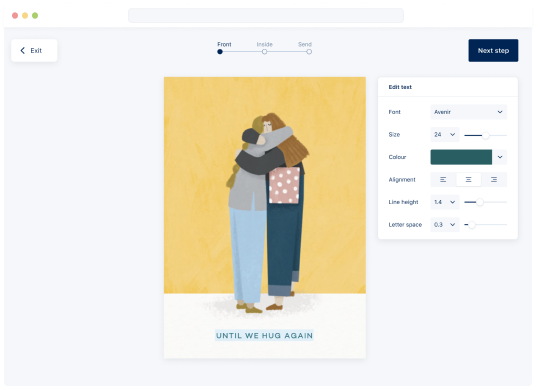 Exit
Front Inside Send
Next step
Edit text
Font Avenir
Size 24
Colour
Alignment
Line height 1.4
Letter space 0.3
UNTIL WE HUG AGAIN